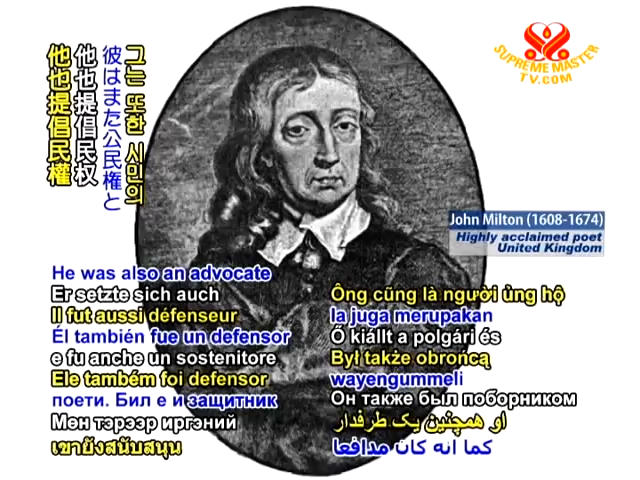 SUPREME MASTER
TV.COM
他也提倡民權
他也提倡民权
彼はまた公民権と
그는 또한 시민의
John Milton (1608-1674)
Highly acclaimed poet
United Kingdom
He was also an advocate
Er setzte sich auch
Il fut aussi défenseur
Él también fue un defensor
e fu anche un sostenitore
Ele também foi defensor
поети. Бил е и защитник
Мөн тэрээр иргэний
เขายังสนับสนุน
Ông cũng là người ủng hộ
Ia juga merupakan
Ő kiállt a polgári és
Był także obrońcą
wayengummeli
Он также был поборником
او همچنین یک طرفدار
كما انه كان مدافعا